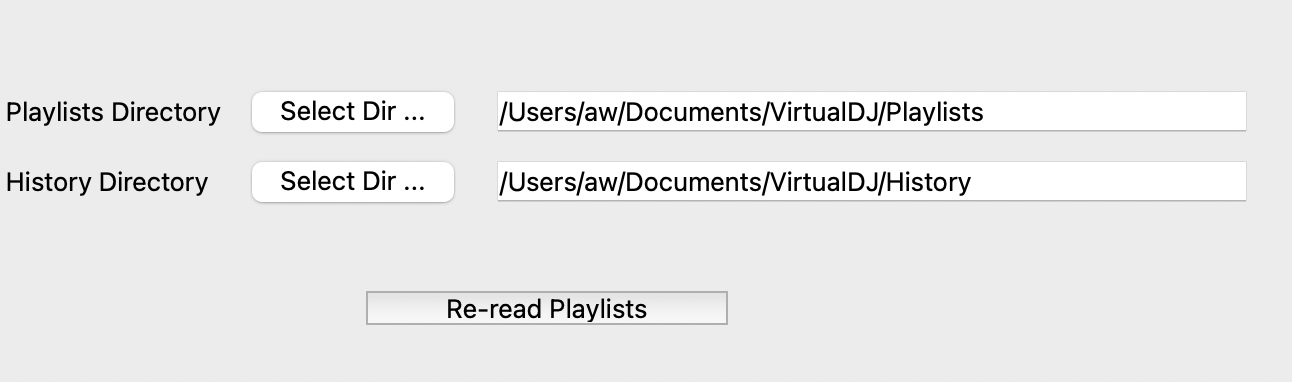 Playlists Directory Select Dir ... /Users/aw/Documents/VirtualDJ/Playlists
History Directory Select Dir ... /Users/aw/Documents/VirtualDJ/History
Re-read Playlists